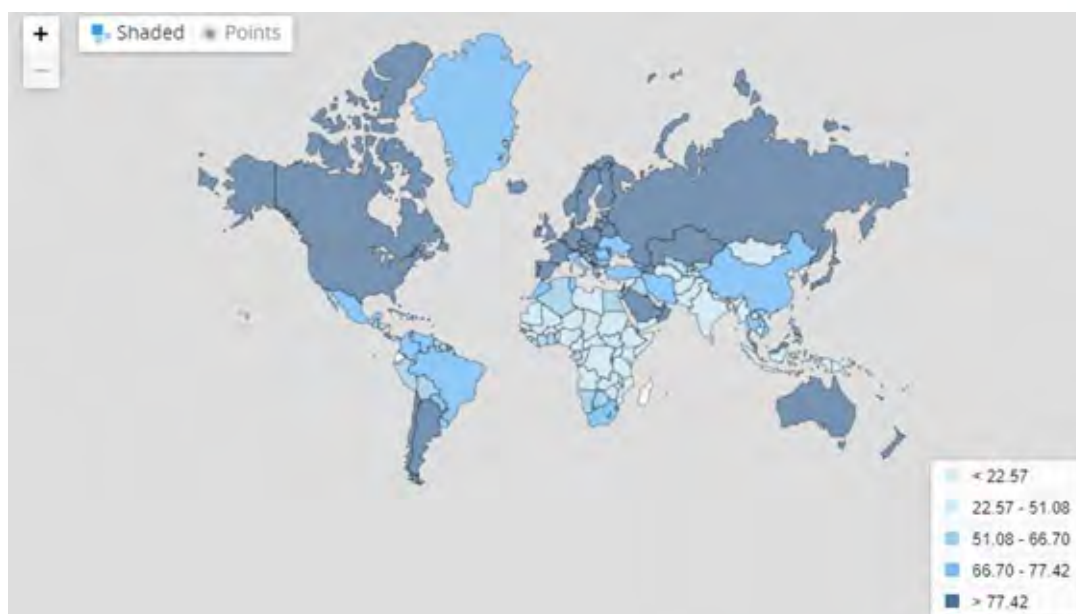 +
Shaded Points
−
< 22.57
22.57 - 51.08
51.08 - 66.70
66.70 - 77.42
> 77.42